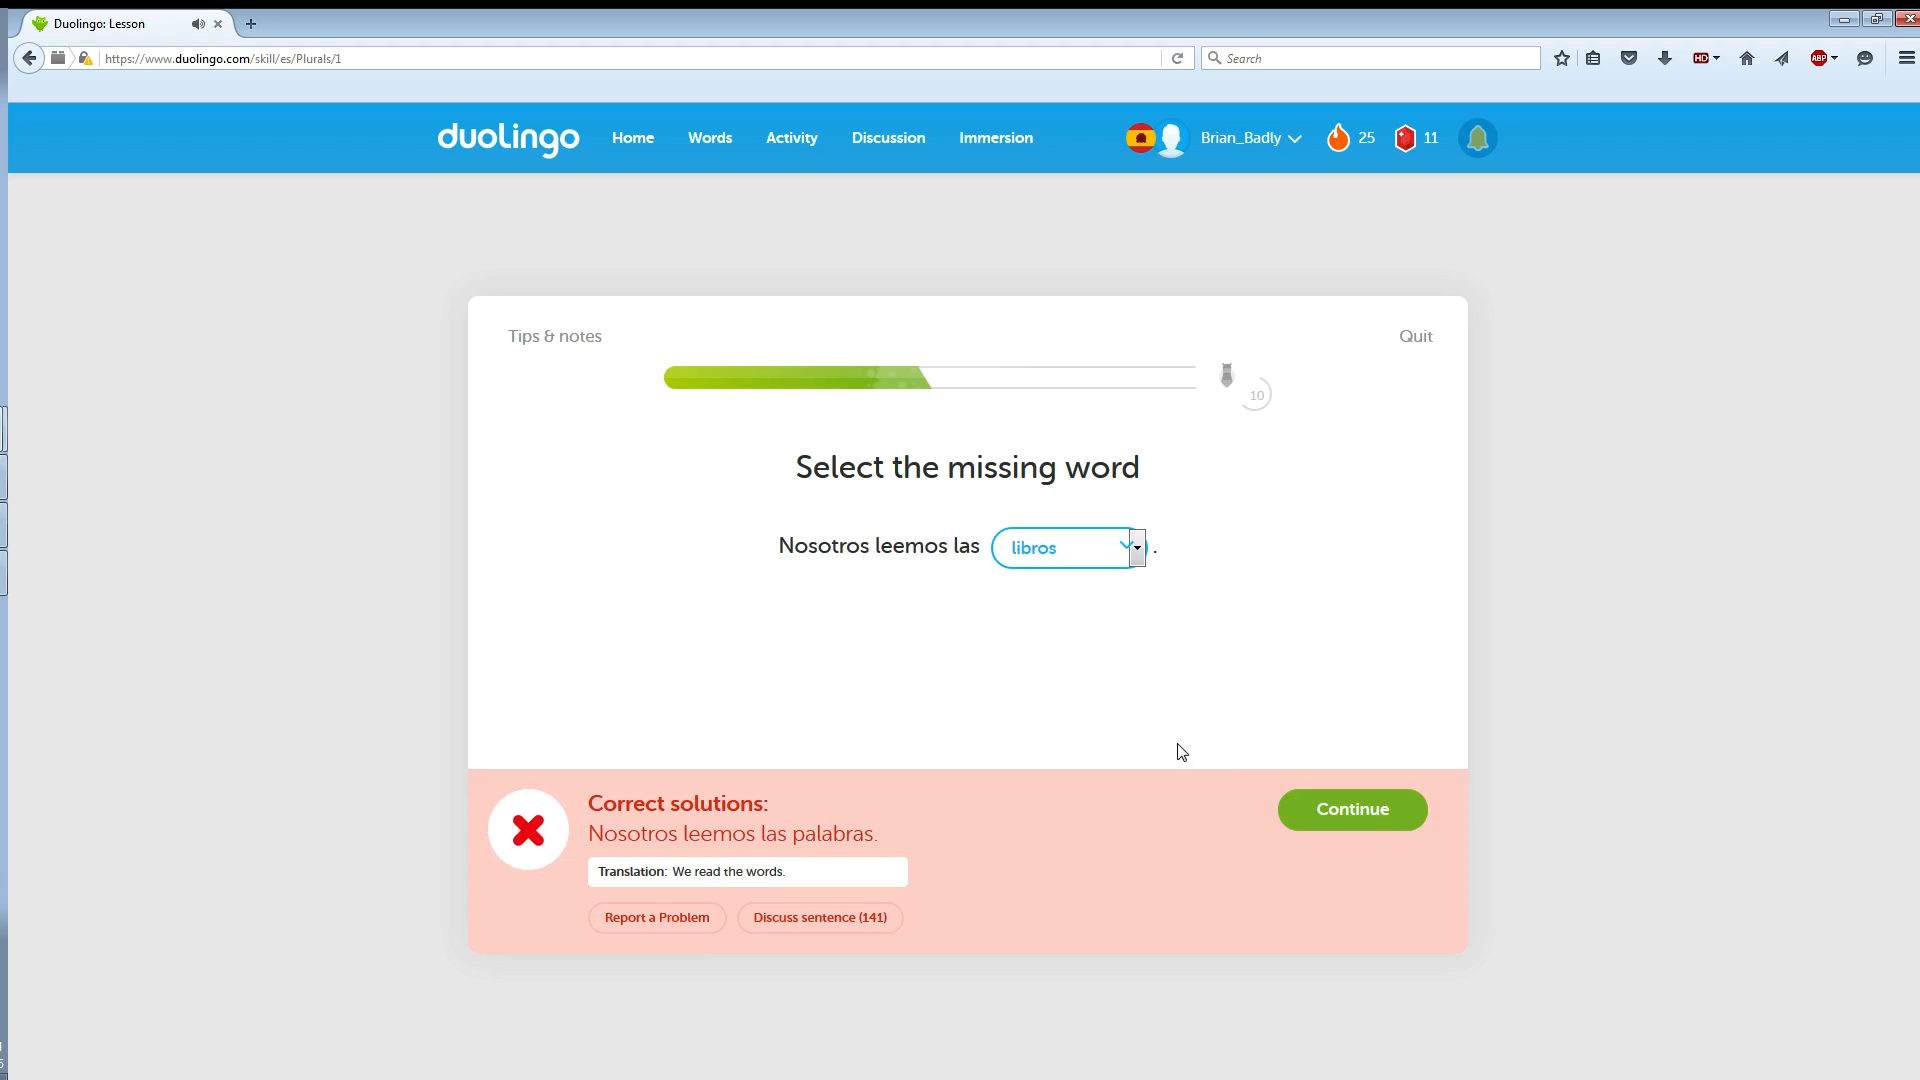 Duolingo: Lesson
https://www.duolingo.com/skill/es/Plurals/1
Search
HD
ABP
duolingo
Home
Words
Activity
Discussion
Immersion
Brian_Badly
25
11
Tips & notes
Quit
10
Select the missing word
Nosotros leemos las libros .
Correct solutions:
Nosotros leemos las palabras.
Translation: We read the words.
Continue
Report a Problem
Discuss sentence (141)